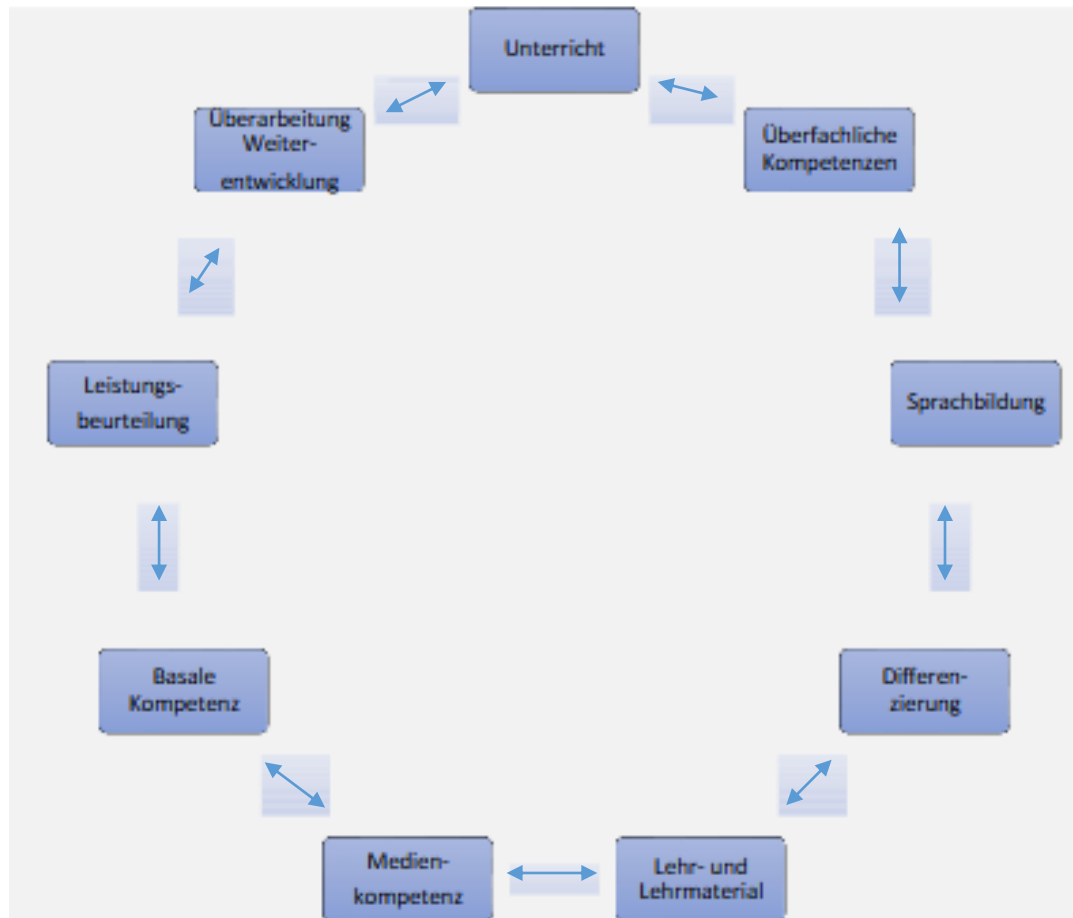 Unterricht
Überfachliche
Kompetenzen
Sprachbildung
Differen-
zierung
Lehr- und
Lehrmaterial
Medien-
kompetenz
Basale
Kompetenz
Leistungs-
beurteilung
Überarbeitung
Weiter-
entwicklung